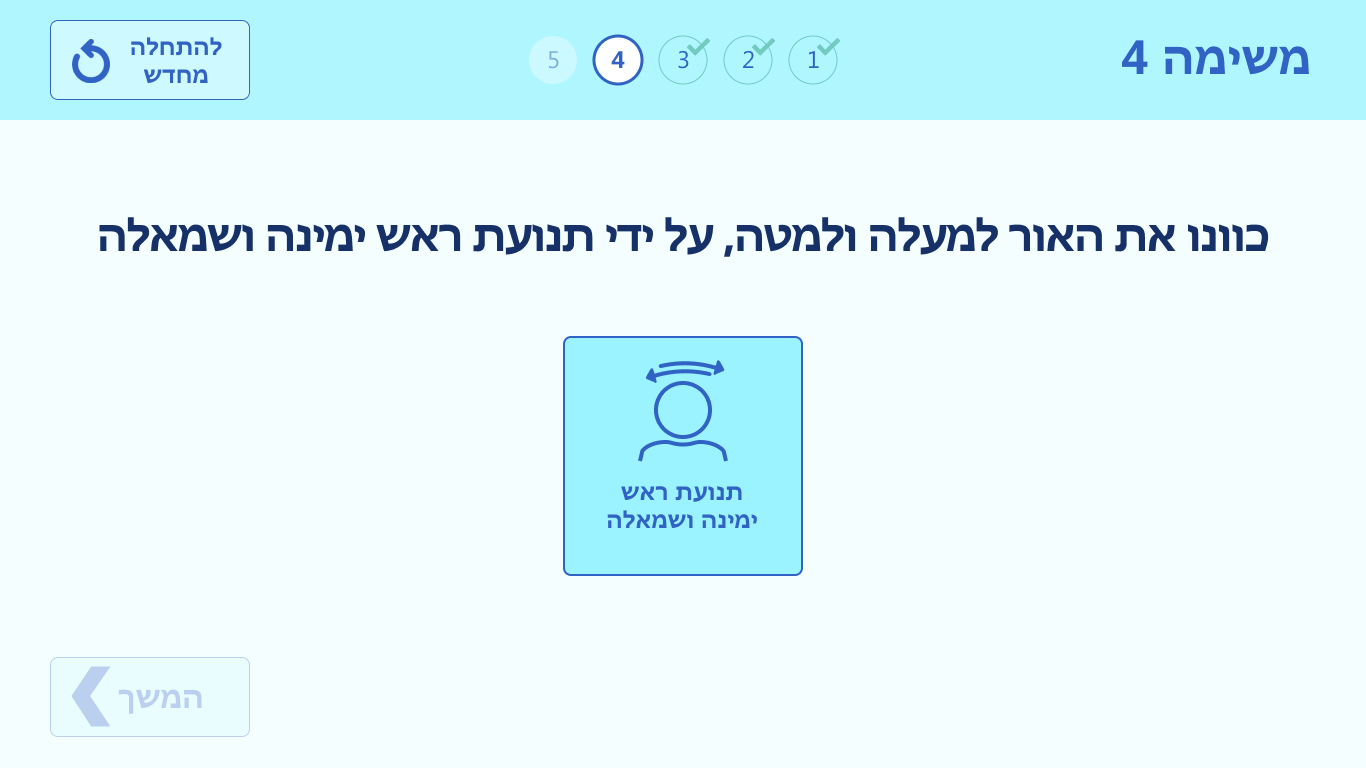 משימה 4
1
2
3
4
5
להתחלה
מחדש
כוונו את האור למעלה ולמטה, על ידי תנועת ראש ימינה ושמאלה
תנועת ראש
ימינה ושמאלה
המשך